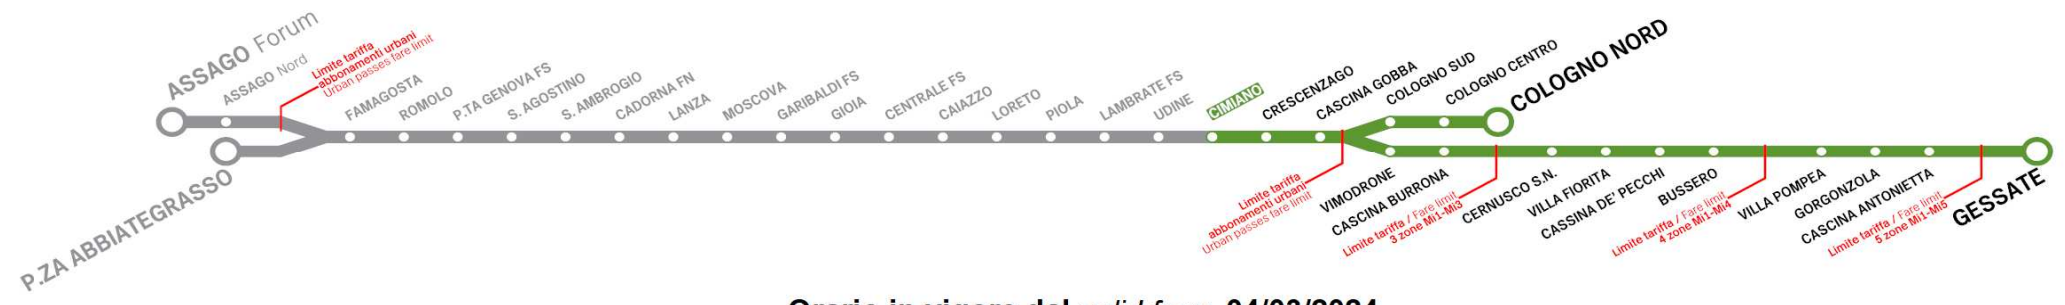 ASSAGO Forum
ASSAGO Nord
Limite tariffa
abbonamenti urbani
Urban passes fare limit
P.ZA ABBIATEGRASSO
FAMAGOSTA
ROMOLO
P.TA GENOVA FS
S. AGOSTINO
S. AMBROGIO
CADORNA FN
LANZA
MOSCOVA
GARIBALDI FS
GIOIA
CENTRALE FS
CAIAZZO
LORETO
PIOLA
LAMBRATE FS
UDINE
CIMIANO
CRESCENZAGO
CASCINA GOBBA
COLOGNO SUD
COLOGNO CENTRO
COLOGNO NORD
Limite tariffa
abbonamenti urbani
Urban passes fare limit
VIMODRONE
CASCINA BURRONA
Limite tariffa / Fare limit
3 zone Mi1-Mi3
CERNUSCO S.N.
VILLA FIORITA
CASSINA DE' PECCHI
BUSSERO
Limite tariffa / Fare limit
4 zone Mi1-Mi4
VILLA POMPEA
GORGONZOLA
CASCINA ANTONIETTA
Limite tariffa / Fare limit
5 zone Mi1-Mi5
GESSATE